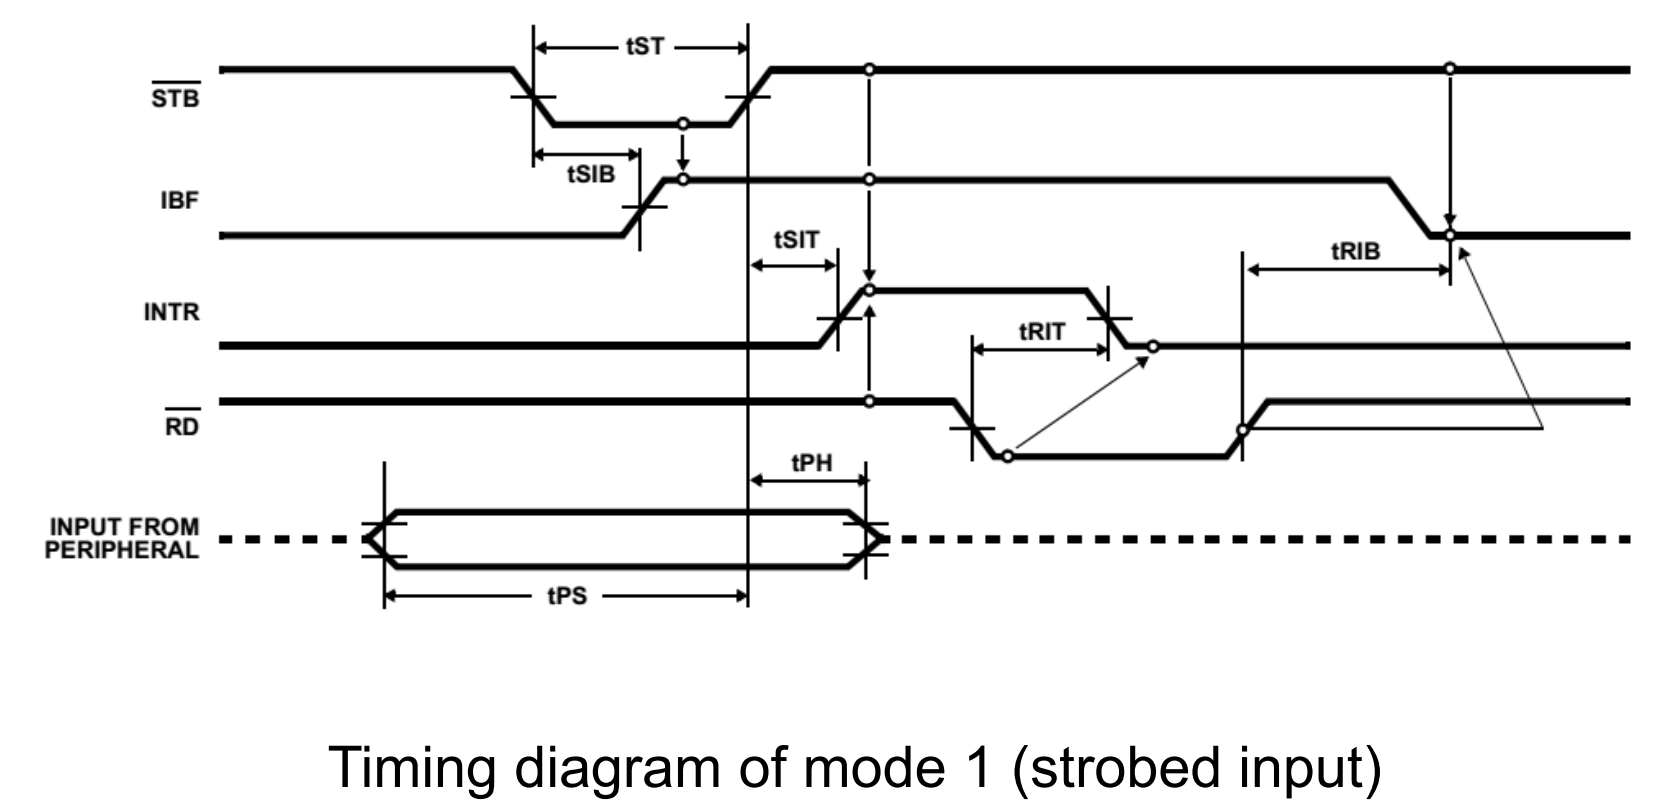 tST
STB
tSIB
IBF
tSIT
tRIB
INTR
tRIT
RD
tPH
INPUT FROM
PERIPHERAL
tPS
Timing diagram of mode 1 (strobed input)